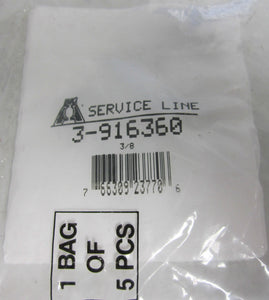 SERVICE LINE
3-916360
3/8
7 66309 23770 6
1 BAG
OF
5 PCS